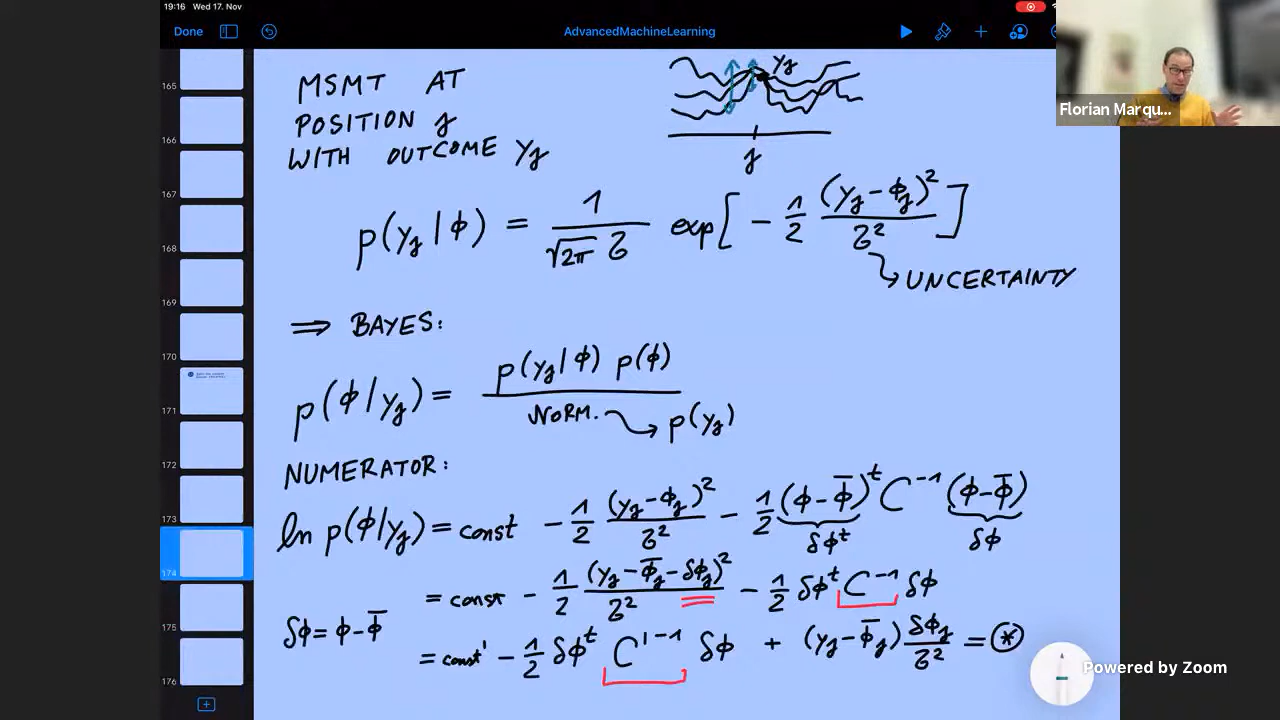 19:16 Wed 17. Nov
Done
AdvancedMachineLearning
Florian Marqu...
MSMT AT
POSITION j
WITH OUTCOME yj
yj
j
p(yj|ϕ) = 1/(√2π σ) exp[ - 1/2 (yj-ϕj)²/σ² ]
UNCERTAINTY
⇒ BAYES:
p(ϕ|yj) = p(yj|ϕ) p(ϕ) / NORM. → p(yj)
NUMERATOR:
ln p(ϕ|yj) = const - 1/2 (yj-ϕj)²/σ² - 1/2 (ϕ-ϕ̄)ᵗ C⁻¹ (ϕ-ϕ̄)
δϕᵗ δϕ
= const - 1/2 (yj-ϕ̄j-δϕj)²/σ² - 1/2 δϕᵗ C⁻¹ δϕ
δϕ=ϕ-ϕ̄
= const' - 1/2 δϕᵗ C'⁻¹ δϕ + (yj-ϕ̄j) δϕj/σ² = (*)
165
166
167
168
169
170
171
172
173
174
175
176
Powered by Zoom